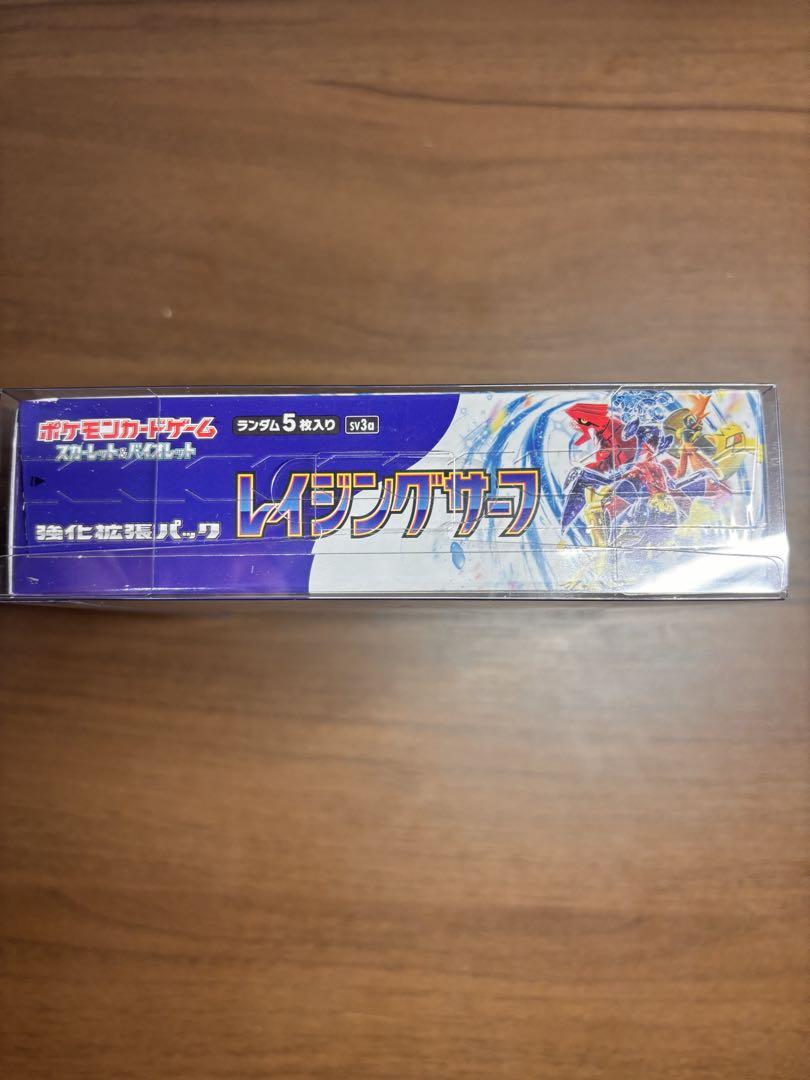 ポケモンカードゲーム
スカーレット&バイオレット
ランダム5枚入り
sv3a
強化拡張パック
レイジングサーフ